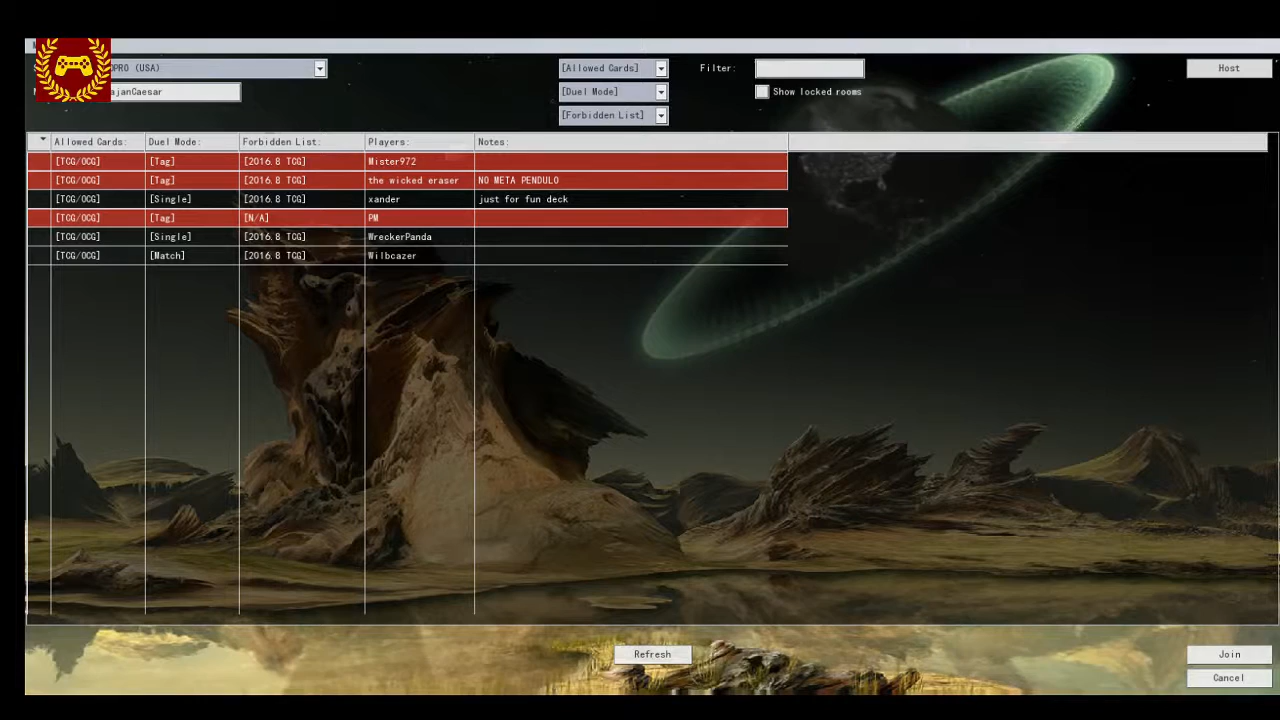 OPRO (USA) [Allowed Cards] Filter: Host
ajanCaesar [Duel Mode] Show locked rooms
[Forbidden List]
Allowed Cards: Duel Mode: Forbidden List: Players: Notes:
[TCG/OCG] [Tag] [2016.8 TCG] Mister972
[TCG/OCG] [Tag] [2016.8 TCG] the wicked eraser NO META PENDULO
[TCG/OCG] [Single] [2016.8 TCG] xander just for fun deck
[TCG/OCG] [Tag] [N/A] PM
[TCG/OCG] [Single] [2016.8 TCG] WreckerPanda
[TCG/OCG] [Match] [2016.8 TCG] Wilbcazer
Refresh Join
Cancel